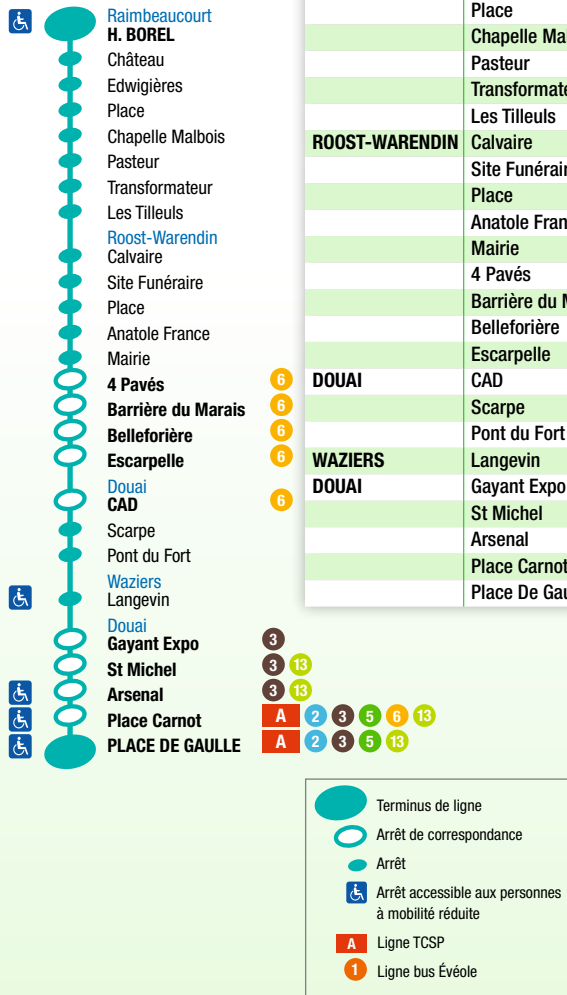 Raimbeaucourt
H. BOREL
Château
Edwigières
Place
Chapelle Malbois
Pasteur
Transformateur
Les Tilleuls
Roost-Warendin
Calvaire
Site Funéraire
Place
Anatole France
Mairie
4 Pavés 6
Barrière du Marais 6
Belleforière 6
Escarpelle 6
Douai
CAD 6
Scarpe
Pont du Fort
Waziers
Langevin
Douai
Gayant Expo 3
St Michel 3 13
Arsenal 3 13
Place Carnot A 2 3 5 6 13
PLACE DE GAULLE A 2 3 5 13
Place
Chapelle Ma
Pasteur
Transformate
Les Tilleuls
ROOST-WARENDIN Calvaire
Site Funérair
Place
Anatole Fran
Mairie
4 Pavés
Barrière du M
Belleforière
Escarpelle
DOUAI CAD
Scarpe
Pont du Fort
WAZIERS Langevin
DOUAI Gayant Expo
St Michel
Arsenal
Place Carnot
Place De Gau
Terminus de ligne
Arrêt de correspondance
Arrêt
Arrêt accessible aux personnes
à mobilité réduite
A Ligne TCSP
1 Ligne bus Évéole